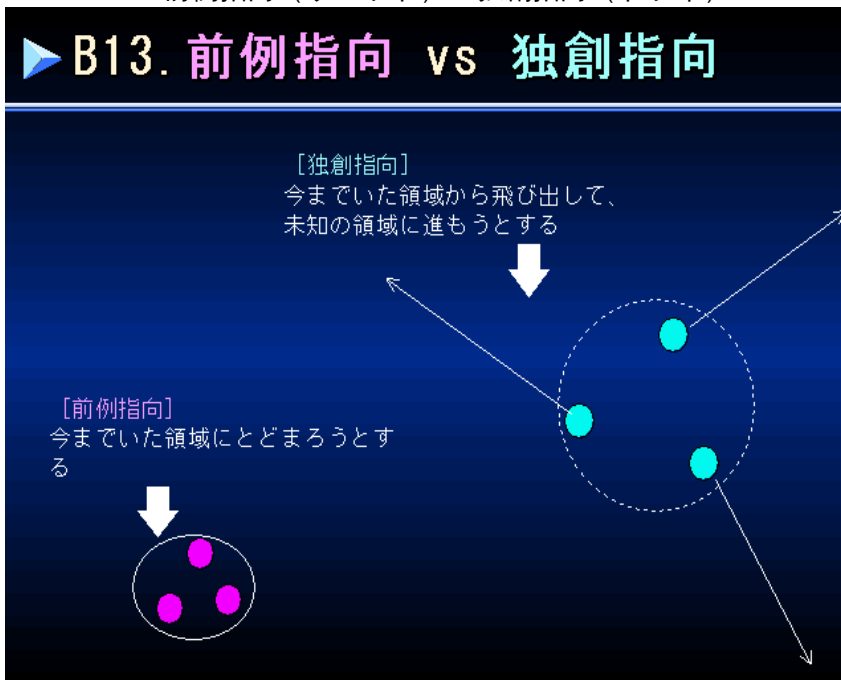 B13. 前例指向 vs 独創指向
[独創指向]
今までいた領域から飛び出して、
未知の領域に進もうとする
[前例指向]
今までいた領域にとどまろうとす
る